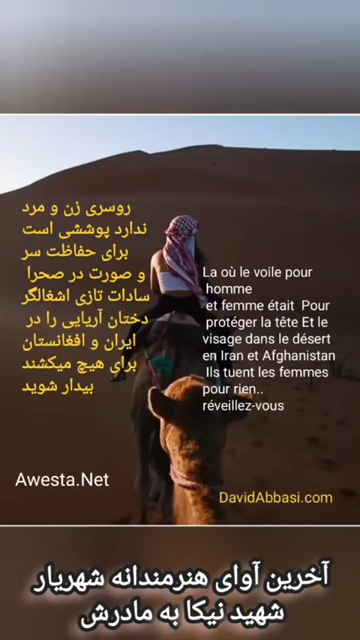 روسری زن و مرد
ندارد پوششی است
برای حفاظت سر
و صورت در صحرا
سادات تازی اشغالگر
دختان آریایی را در
ایران و افغانستان
برای هیچ میکشند
بیدار شوید
La où le voile pour
homme
et femme était Pour
protéger la tête Et le
visage dans le désert
en Iran et Afghanistan
Ils tuent les femmes
pour rien..
réveillez-vous
Awesta.Net
DavidAbbasi.com
آخرین آوای هنرمندانه شهریار
شهید نیکا به مادرش